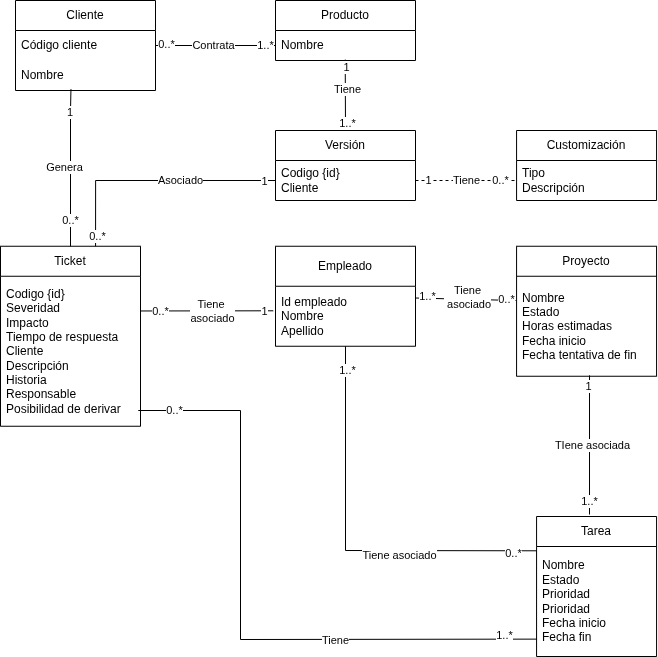 Cliente
Código cliente
Nombre
0..*
Contrata
1..*
Producto
Nombre
1
Tiene
1..*
Versión
Codigo {id}
Cliente
1
Tiene
0..*
Customización
Tipo
Descripción
1
Genera
0..*
Asociado
1
0..*
Ticket
Codigo {id}
Severidad
Impacto
Tiempo de respuesta
Cliente
Descripción
Historia
Responsable
Posibilidad de derivar
0..*
Tiene
asociado
1
Empleado
Id empleado
Nombre
Apellido
1..*
Tiene
asociado
0..*
Proyecto
Nombre
Estado
Horas estimadas
Fecha inicio
Fecha tentativa de fin
1..*
0..*
1
TIene asociada
1..*
Tiene asociado
0..*
Tarea
Nombre
Estado
Prioridad
Prioridad
Fecha inicio
Fecha fin
Tiene
1..*